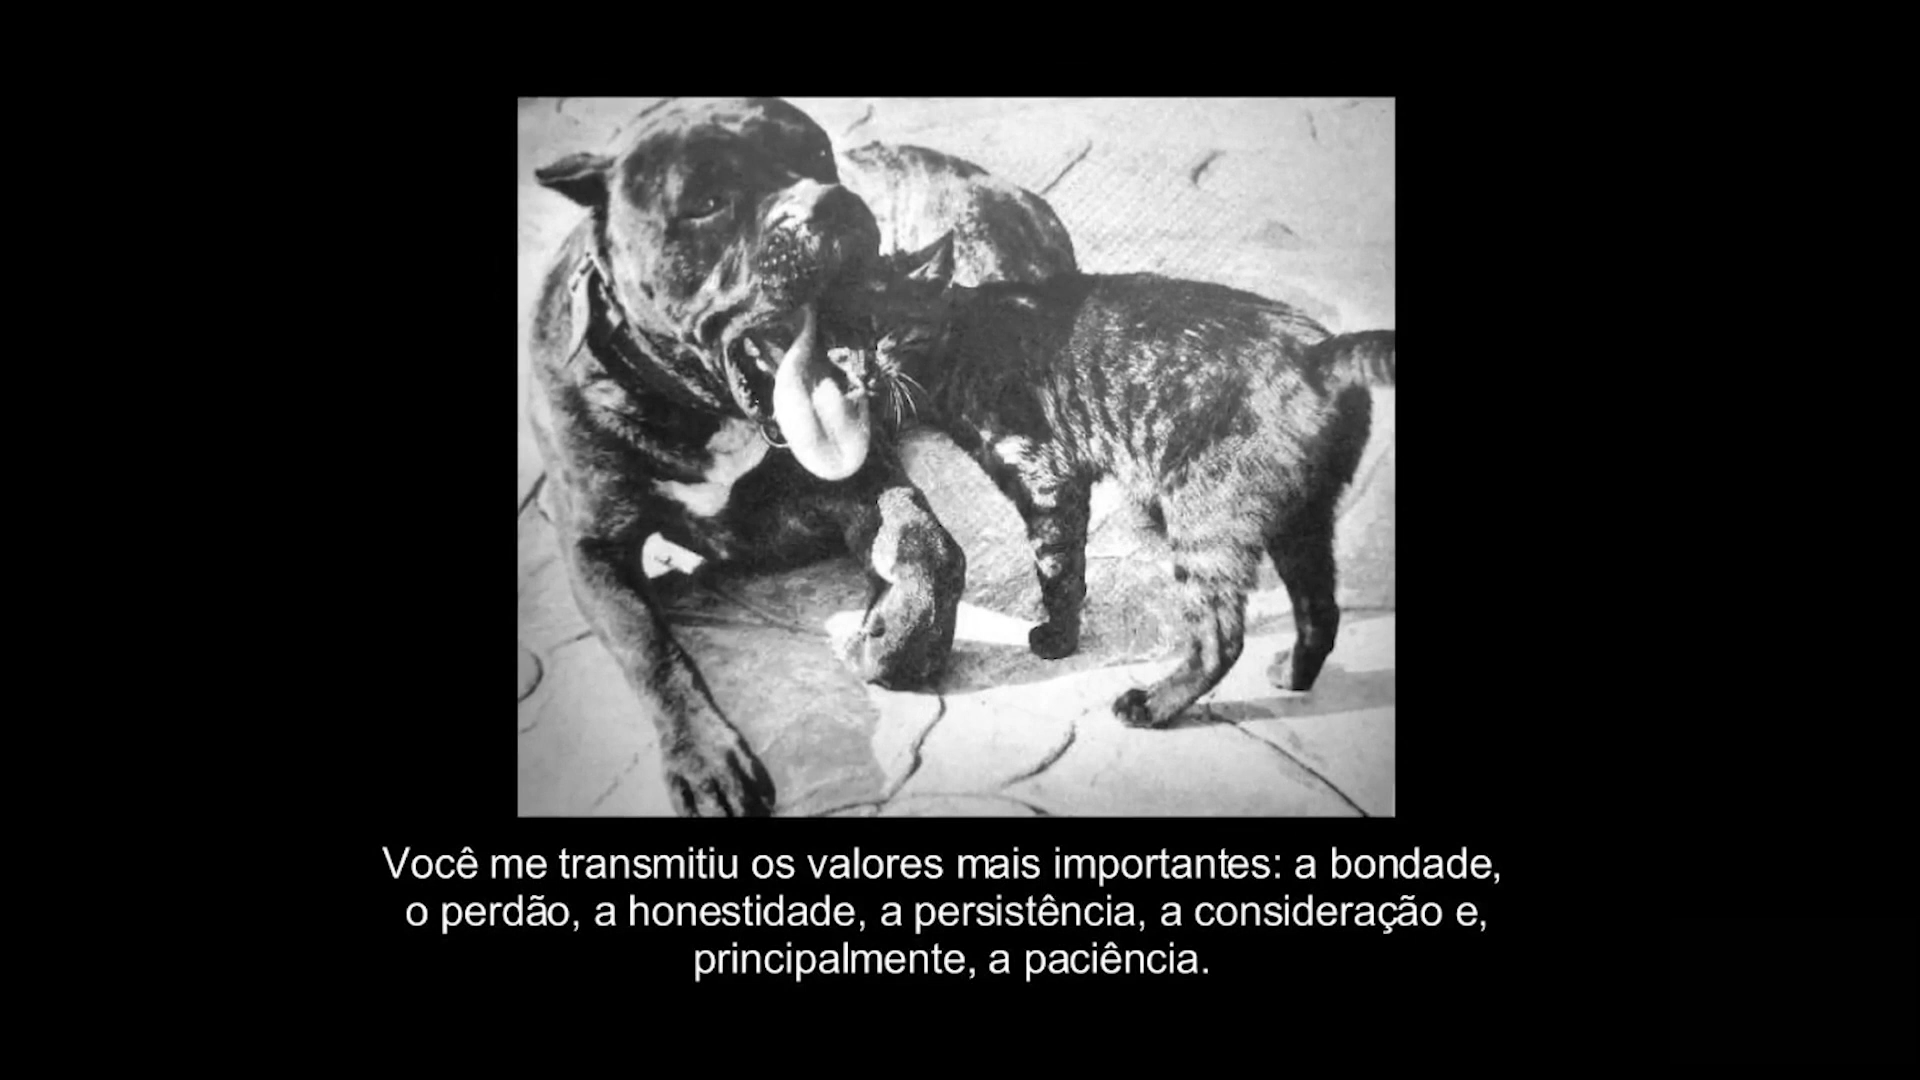 Você me transmitiu os valores mais importantes: a bondade,
o perdão, a honestidade, a persistência, a consideração e,
principalmente, a paciência.